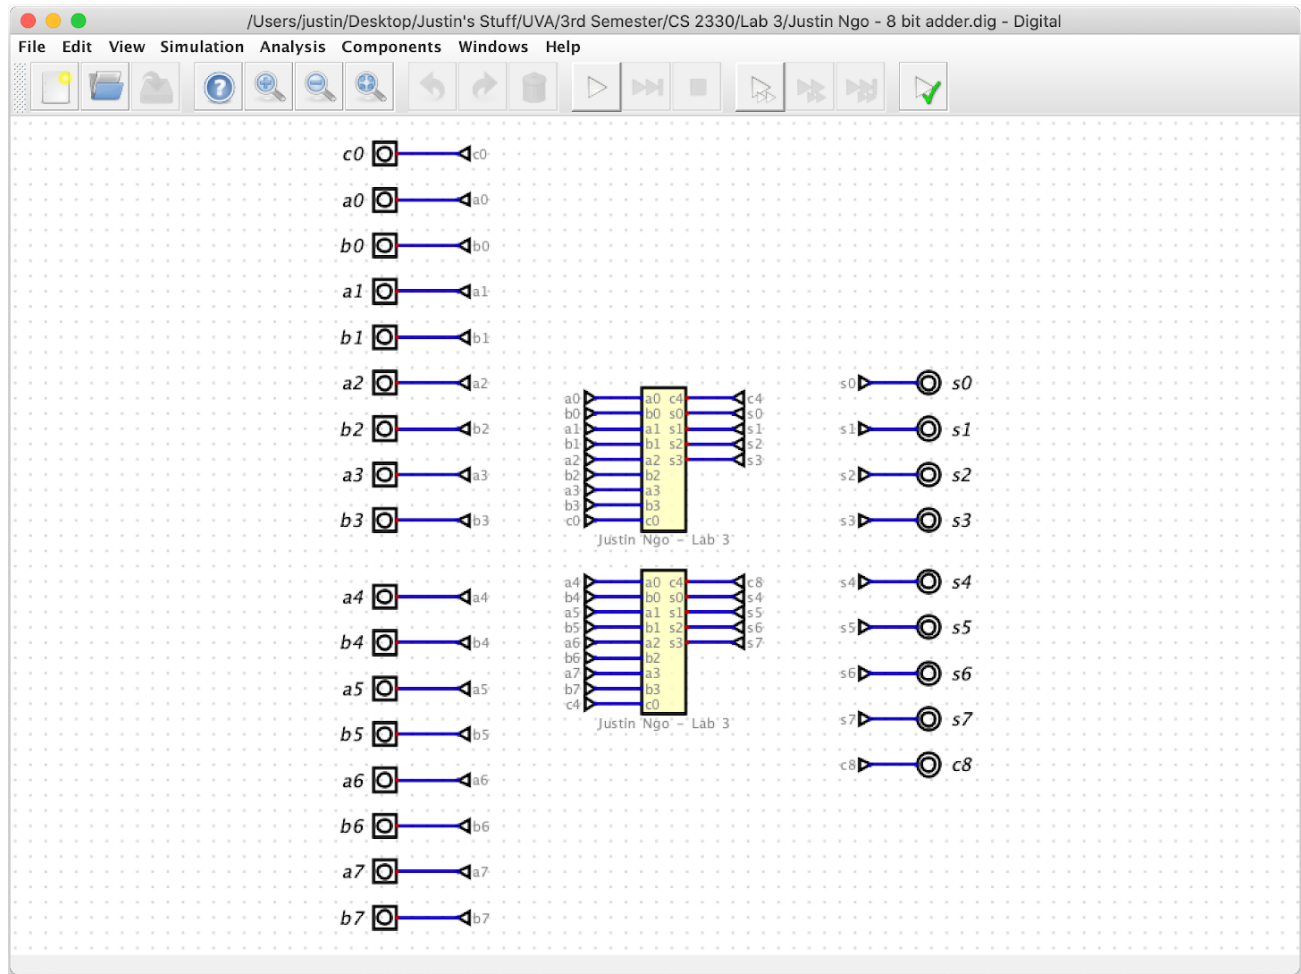 /Users/justin/Desktop/Justin's Stuff/UVA/3rd Semester/CS 2330/Lab 3/Justin Ngo - 8 bit adder.dig - Digital
File Edit View Simulation Analysis Components Windows Help
c0 c0
a0 a0
b0 b0
a1 a1
b1 b1
a2 a2
b2 b2
a3 a3
b3 b3
a4 a4
b4 b4
a5 a5
b5 b5
a6 a6
b6 b6
a7 a7
b7 b7
a0 a0 c4 c4
b0 b0 s0 s0
a1 a1 s1 s1
b1 b1 s2 s2
a2 a2 s3 s3
b2 b2
a3 a3
b3 b3
c0 c0
Justin Ngo - Lab 3
a4 a0 c4 c8
b4 b0 s0 s4
a5 a1 s1 s5
b5 b1 s2 s6
a6 a2 s3 s7
b6 b2
a7 a3
b7 b3
c4 c0
Justin Ngo - Lab 3
s0 s0
s1 s1
s2 s2
s3 s3
s4 s4
s5 s5
s6 s6
s7 s7
c8 c8